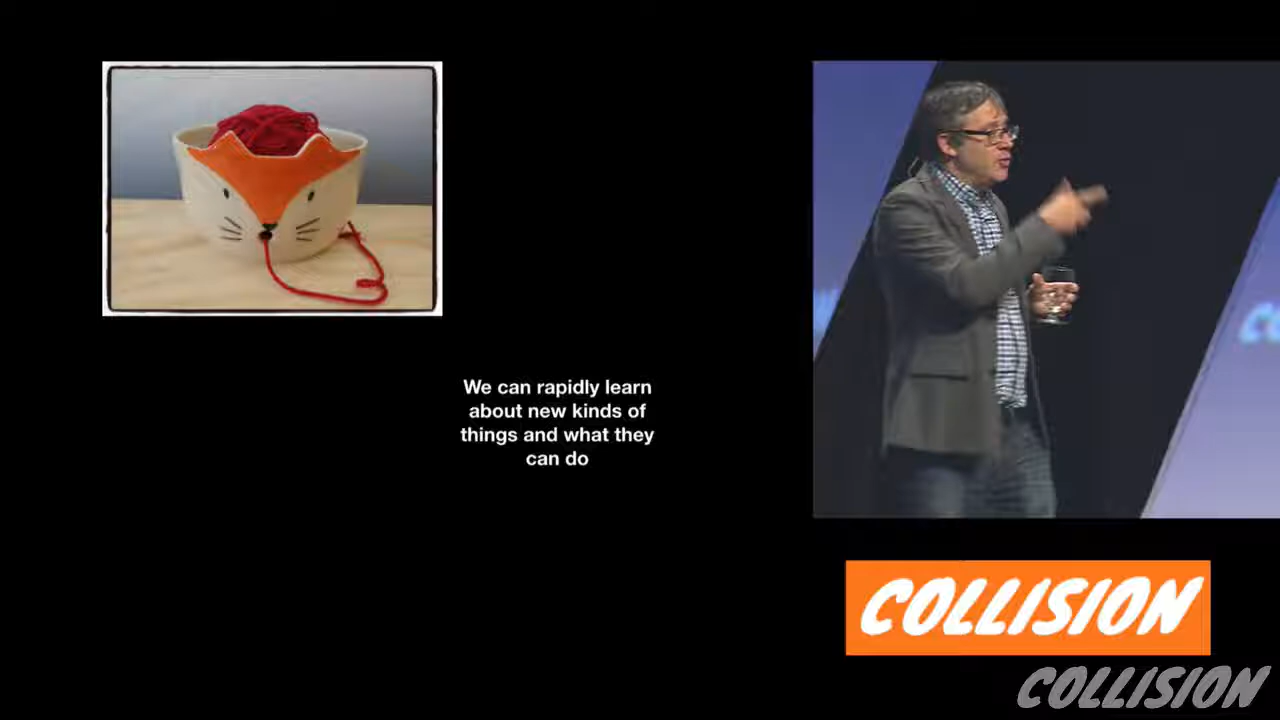 We can rapidly learn
about new kinds of
things and what they
can do
COLLISION
COLLISION